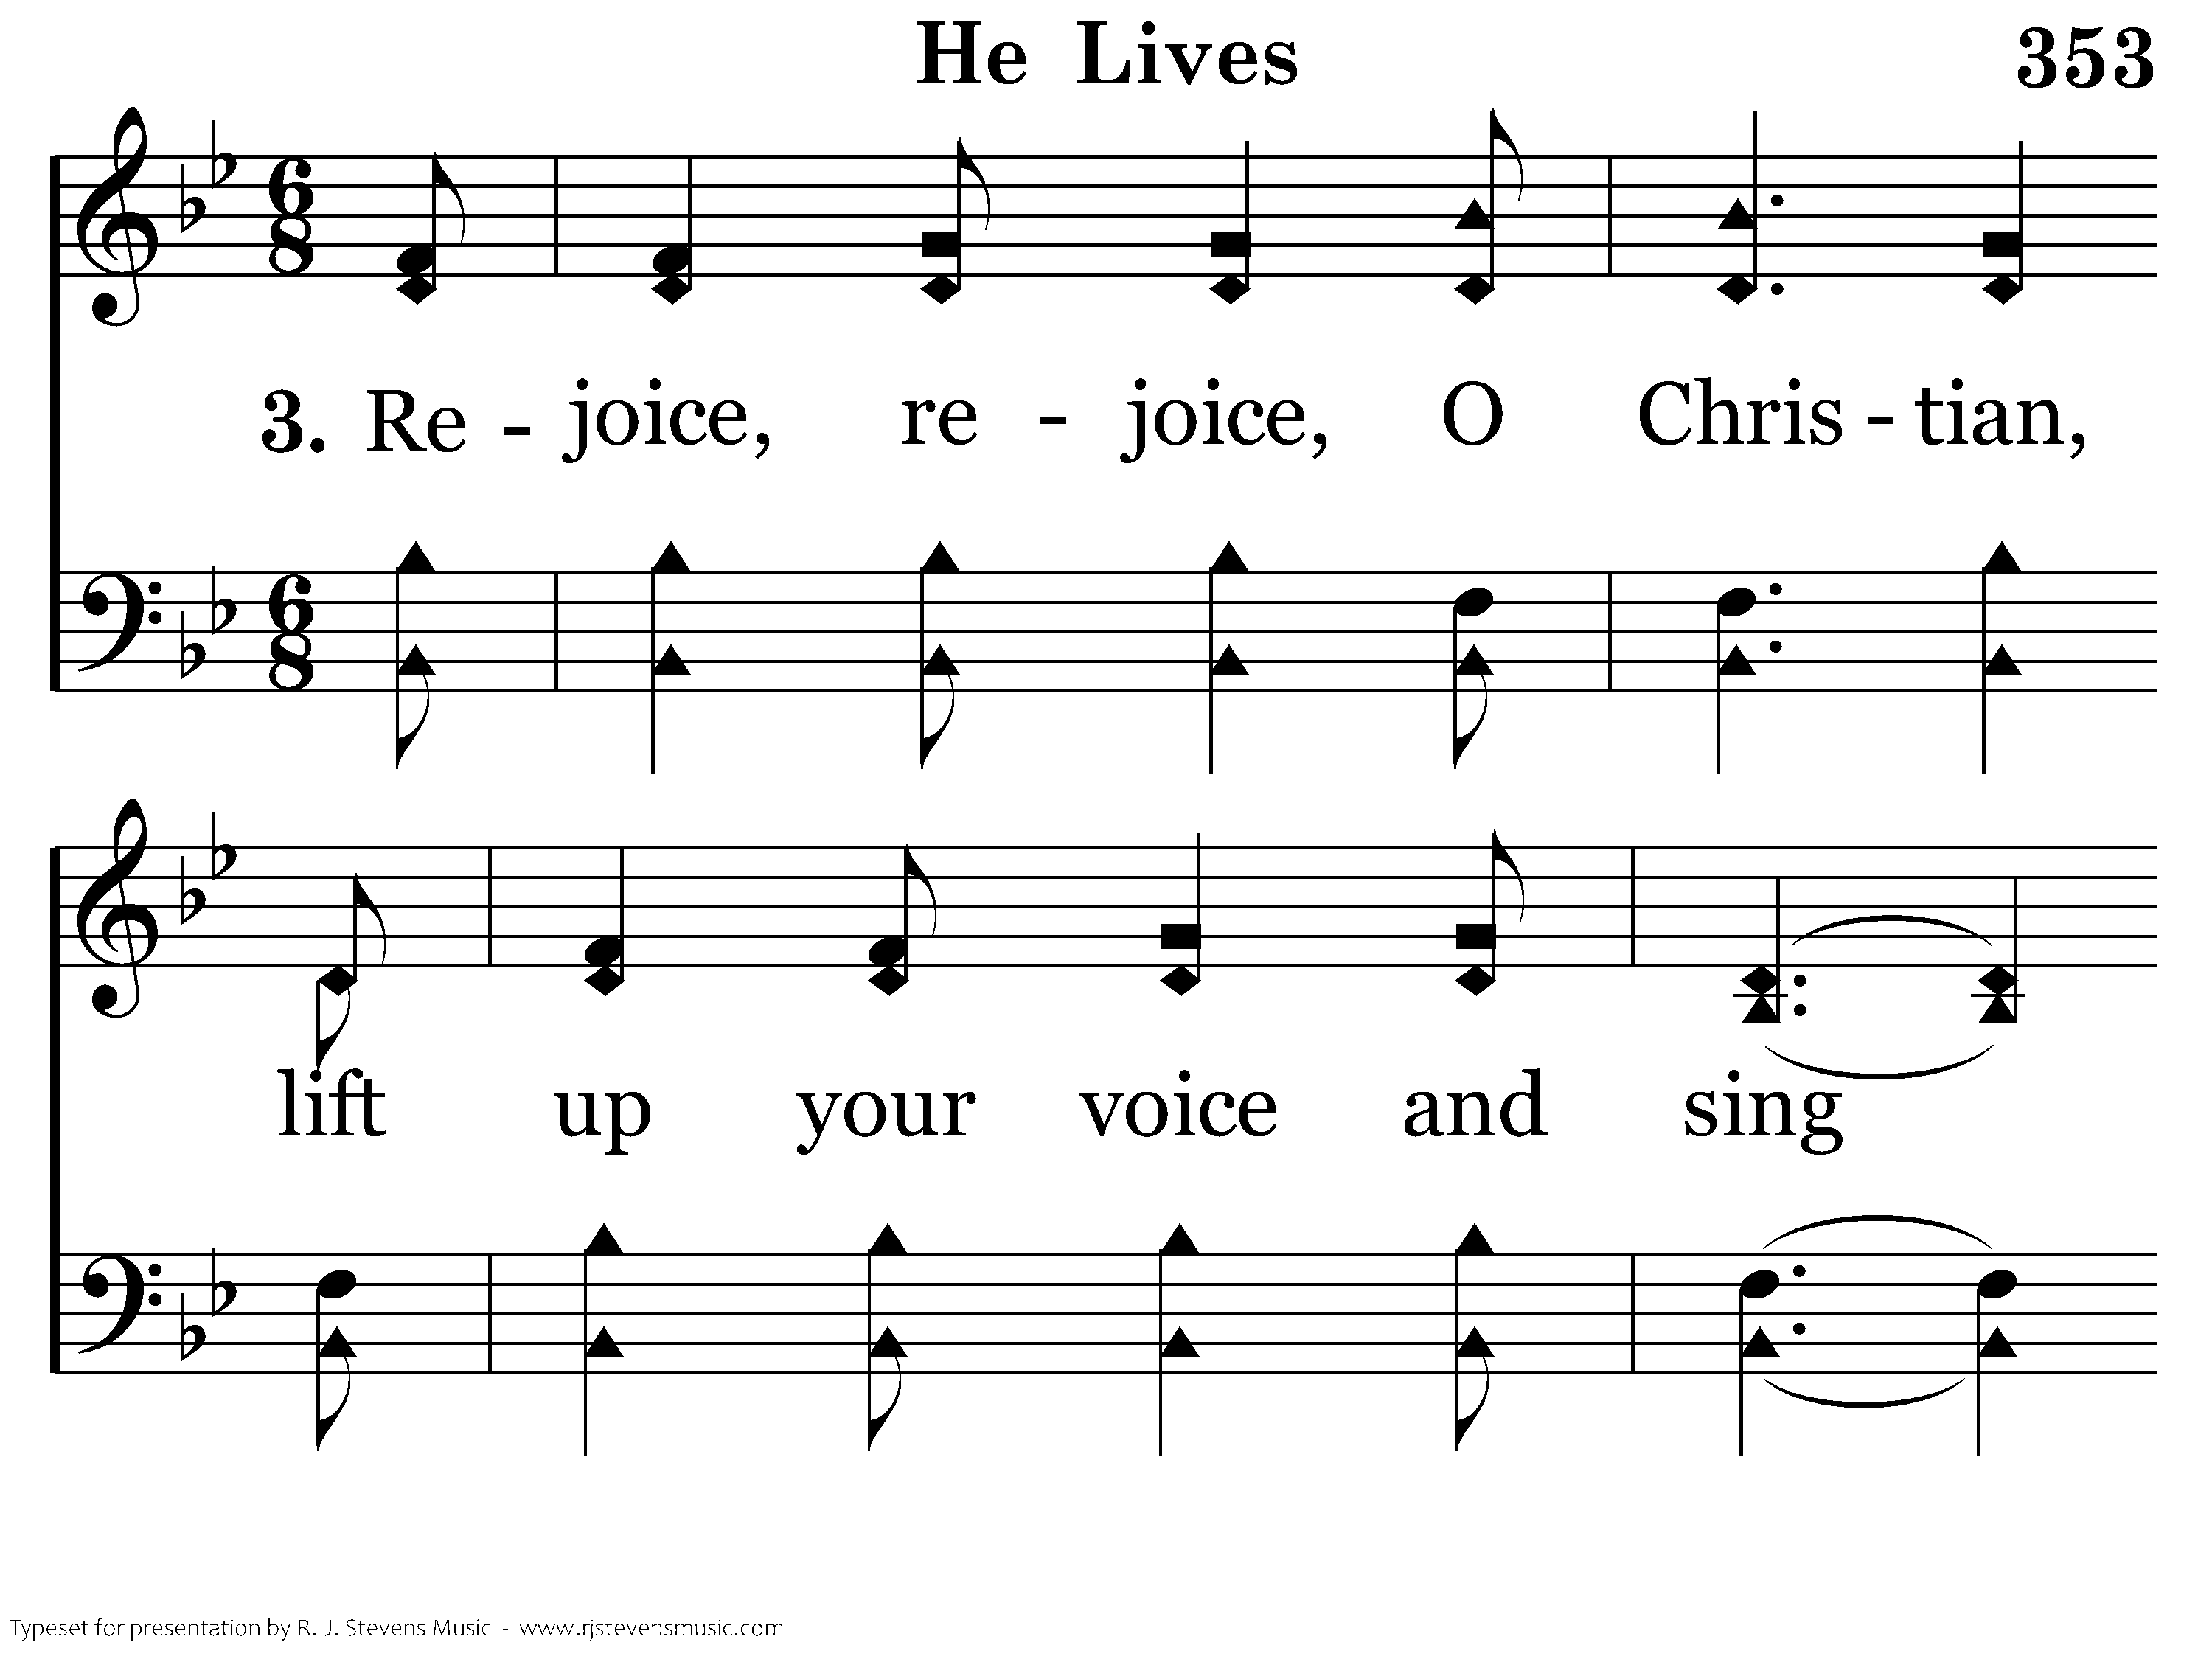 He Lives 353
3. Re - joice, re - joice, O Chris - tian,
lift up your voice and sing
Typeset for presentation by R. J. Stevens Music - www.rjstevensmusic.com